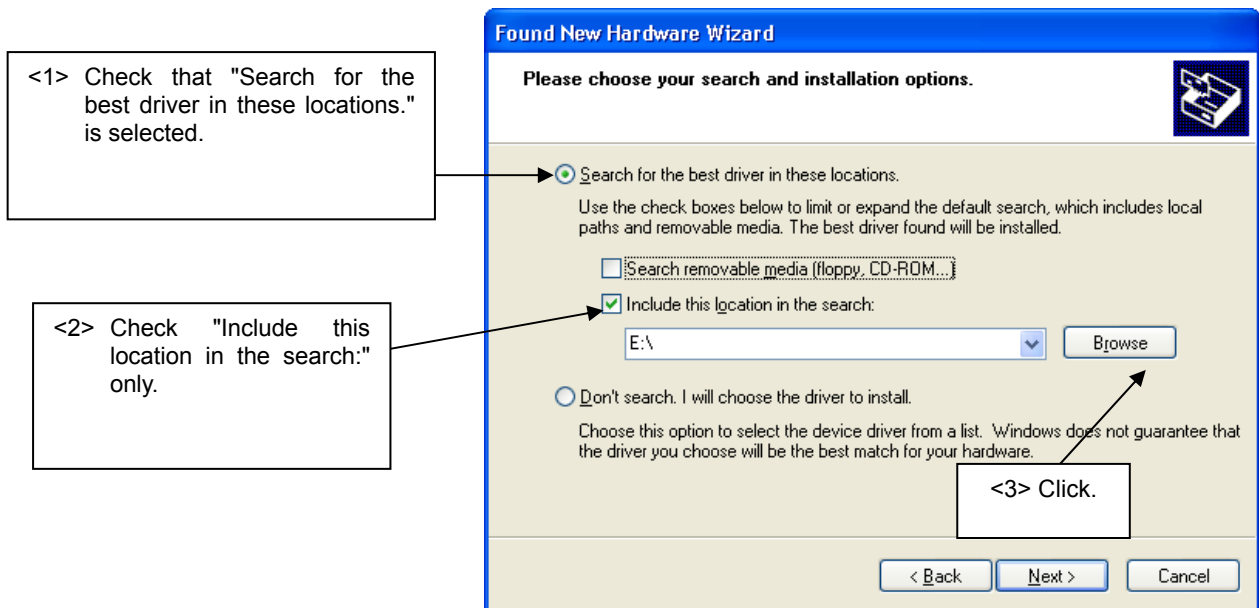 Found New Hardware Wizard
<1> Check that "Search for the
best driver in these locations."
is selected.
Please choose your search and installation options.
Search for the best driver in these locations.
Use the check boxes below to limit or expand the default search, which includes local
paths and removable media. The best driver found will be installed.
Search removable media (floppy, CD-ROM...)
<2> Check "Include this
location in the search:"
only.
Include this location in the search:
E:\
Browse
Don't search. I will choose the driver to install.
Choose this option to select the device driver from a list. Windows does not guarantee that
the driver you choose will be the best match for your hardware.
<3> Click.
< Back
Next >
Cancel